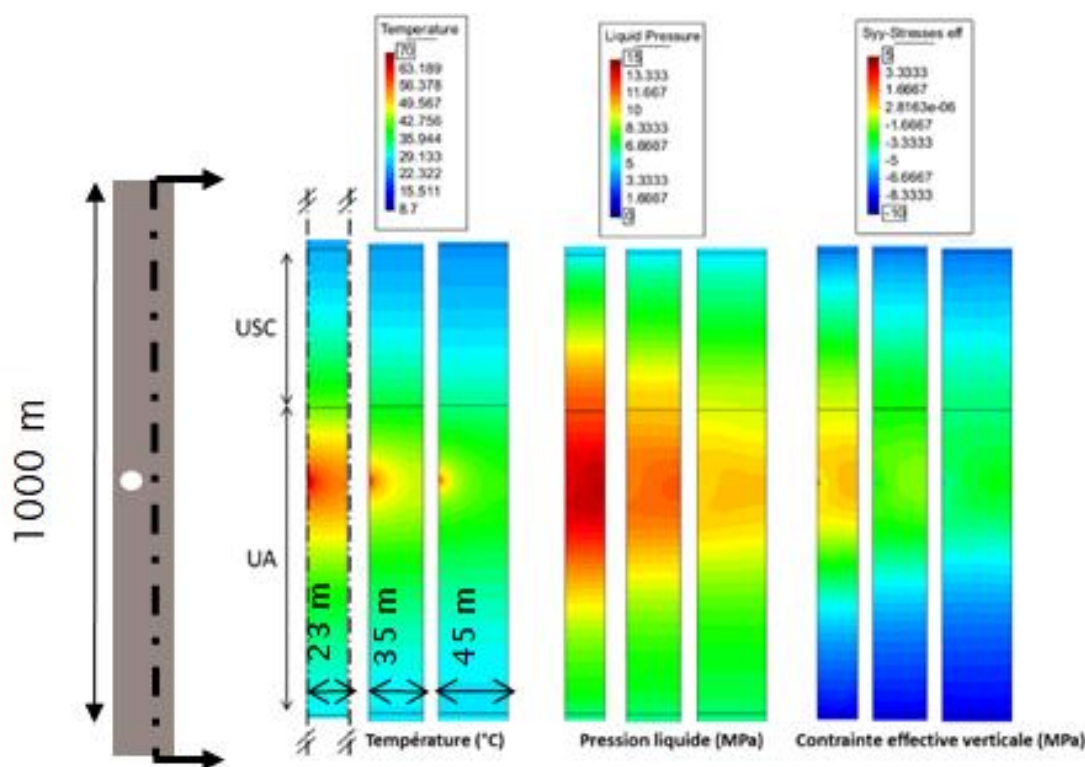 Temperature
70
63.189
56.378
49.567
42.756
35.944
29.133
22.322
15.511
8.7
Liquid Pressure
15
13.333
11.667
10
8.3333
6.6667
5
3.3333
1.6667
0
Syy-Stresses eff
5
3.3333
1.6667
2.8163e-06
-1.6667
-3.3333
-5
-6.6667
-8.3333
-10
1000 m
USC
UA
23 m
35 m
45 m
Température (°C)
Pression liquide (MPa)
Contrainte effective verticale (MPa)